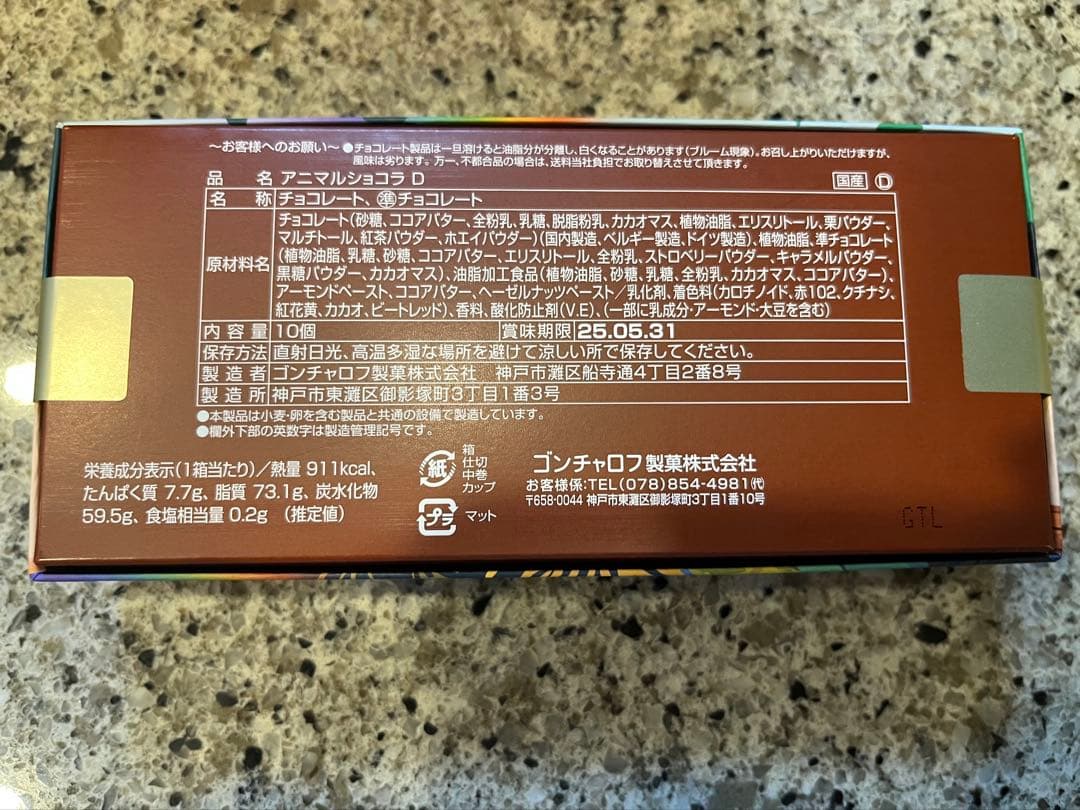 〜お客様へのお願い〜 ●チョコレート製品は一旦溶けると油脂分が分離し、白くなることがあります(ブルーム現象)。お召し上がりいただけますが、
風味は劣ります。万一、不都合品の場合は、送料当社負担でお取り替えさせて頂きます。
品 名 アニマルショコラ D 国産 Ⓓ
名 称 チョコレート、㊜チョコレート
原材料名 チョコレート(砂糖、ココアバター、全粉乳、乳糖、脱脂粉乳、カカオマス、植物油脂、エリスリトール、栗パウダー、
マルチトール、紅茶パウダー、ホエイパウダー)(国内製造、ベルギー製造、ドイツ製造)、植物油脂、準チョコレート
(植物油脂、乳糖、砂糖、ココアバター、エリスリトール、全粉乳、ストロベリーパウダー、キャラメルパウダー、
黒糖パウダー、カカオマス)、油脂加工食品(植物油脂、砂糖、乳糖、全粉乳、カカオマス、ココアバター)、
アーモンドペースト、ココアバター、ヘーゼルナッツペースト/乳化剤、着色料(カロチノイド、赤102、クチナシ、
紅花黄、カカオ、ビートレッド)、香料、酸化防止剤(V.E)、(一部に乳成分・アーモンド・大豆を含む)
内 容 量 10個 賞味期限 25.05.31
保存方法 直射日光、高温多湿な場所を避けて涼しい所で保存してください。
製 造 者 ゴンチャロフ製菓株式会社 神戸市灘区船寺通4丁目2番8号
製 造 所 神戸市東灘区御影塚町3丁目1番3号
●本製品は小麦・卵を含む製品と共通の設備で製造しています。
●欄外下部の英数字は製造管理記号です。
栄養成分表示(1箱当たり)/熱量 911kcal、
たんぱく質 7.7g、脂質 73.1g、炭水化物
59.5g、食塩相当量 0.2g (推定値)
紙 箱
仕切
中巻
カップ
プラ マット
ゴンチャロフ製菓株式会社
お客様係:TEL(078)854-4981(代)
〒658-0044 神戸市東灘区御影塚町3丁目1番10号
GTL